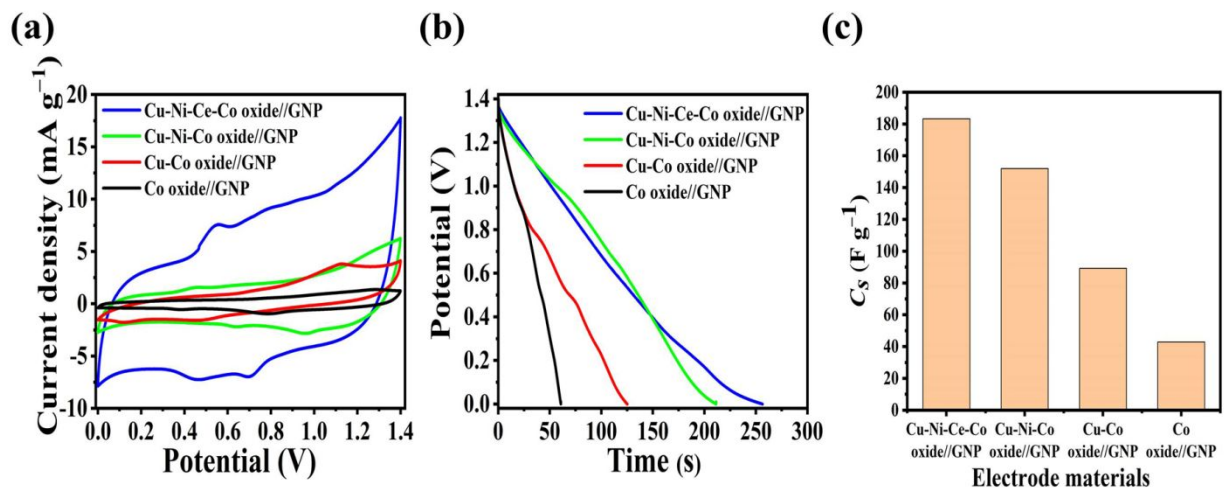 (a)
Current density (mA g⁻¹)
20
15
10
5
0
-5
-10
Cu-Ni-Ce-Co oxide//GNP
Cu-Ni-Co oxide//GNP
Cu-Co oxide//GNP
Co oxide//GNP
0.0 0.2 0.4 0.6 0.8 1.0 1.2 1.4
Potential (V)
(b)
Potential (V)
1.4
1.2
1.0
0.8
0.6
0.4
0.2
0.0
Cu-Ni-Ce-Co oxide//GNP
Cu-Ni-Co oxide//GNP
Cu-Co oxide//GNP
Co oxide//GNP
0 50 100 150 200 250 300
Time (s)
(c)
Cs (F g⁻¹)
200
180
160
140
120
100
80
60
40
20
0
Cu-Ni-Ce-Co Cu-Ni-Co Cu-Co Co
oxide//GNP oxide//GNP oxide//GNP oxide//GNP
Electrode materials